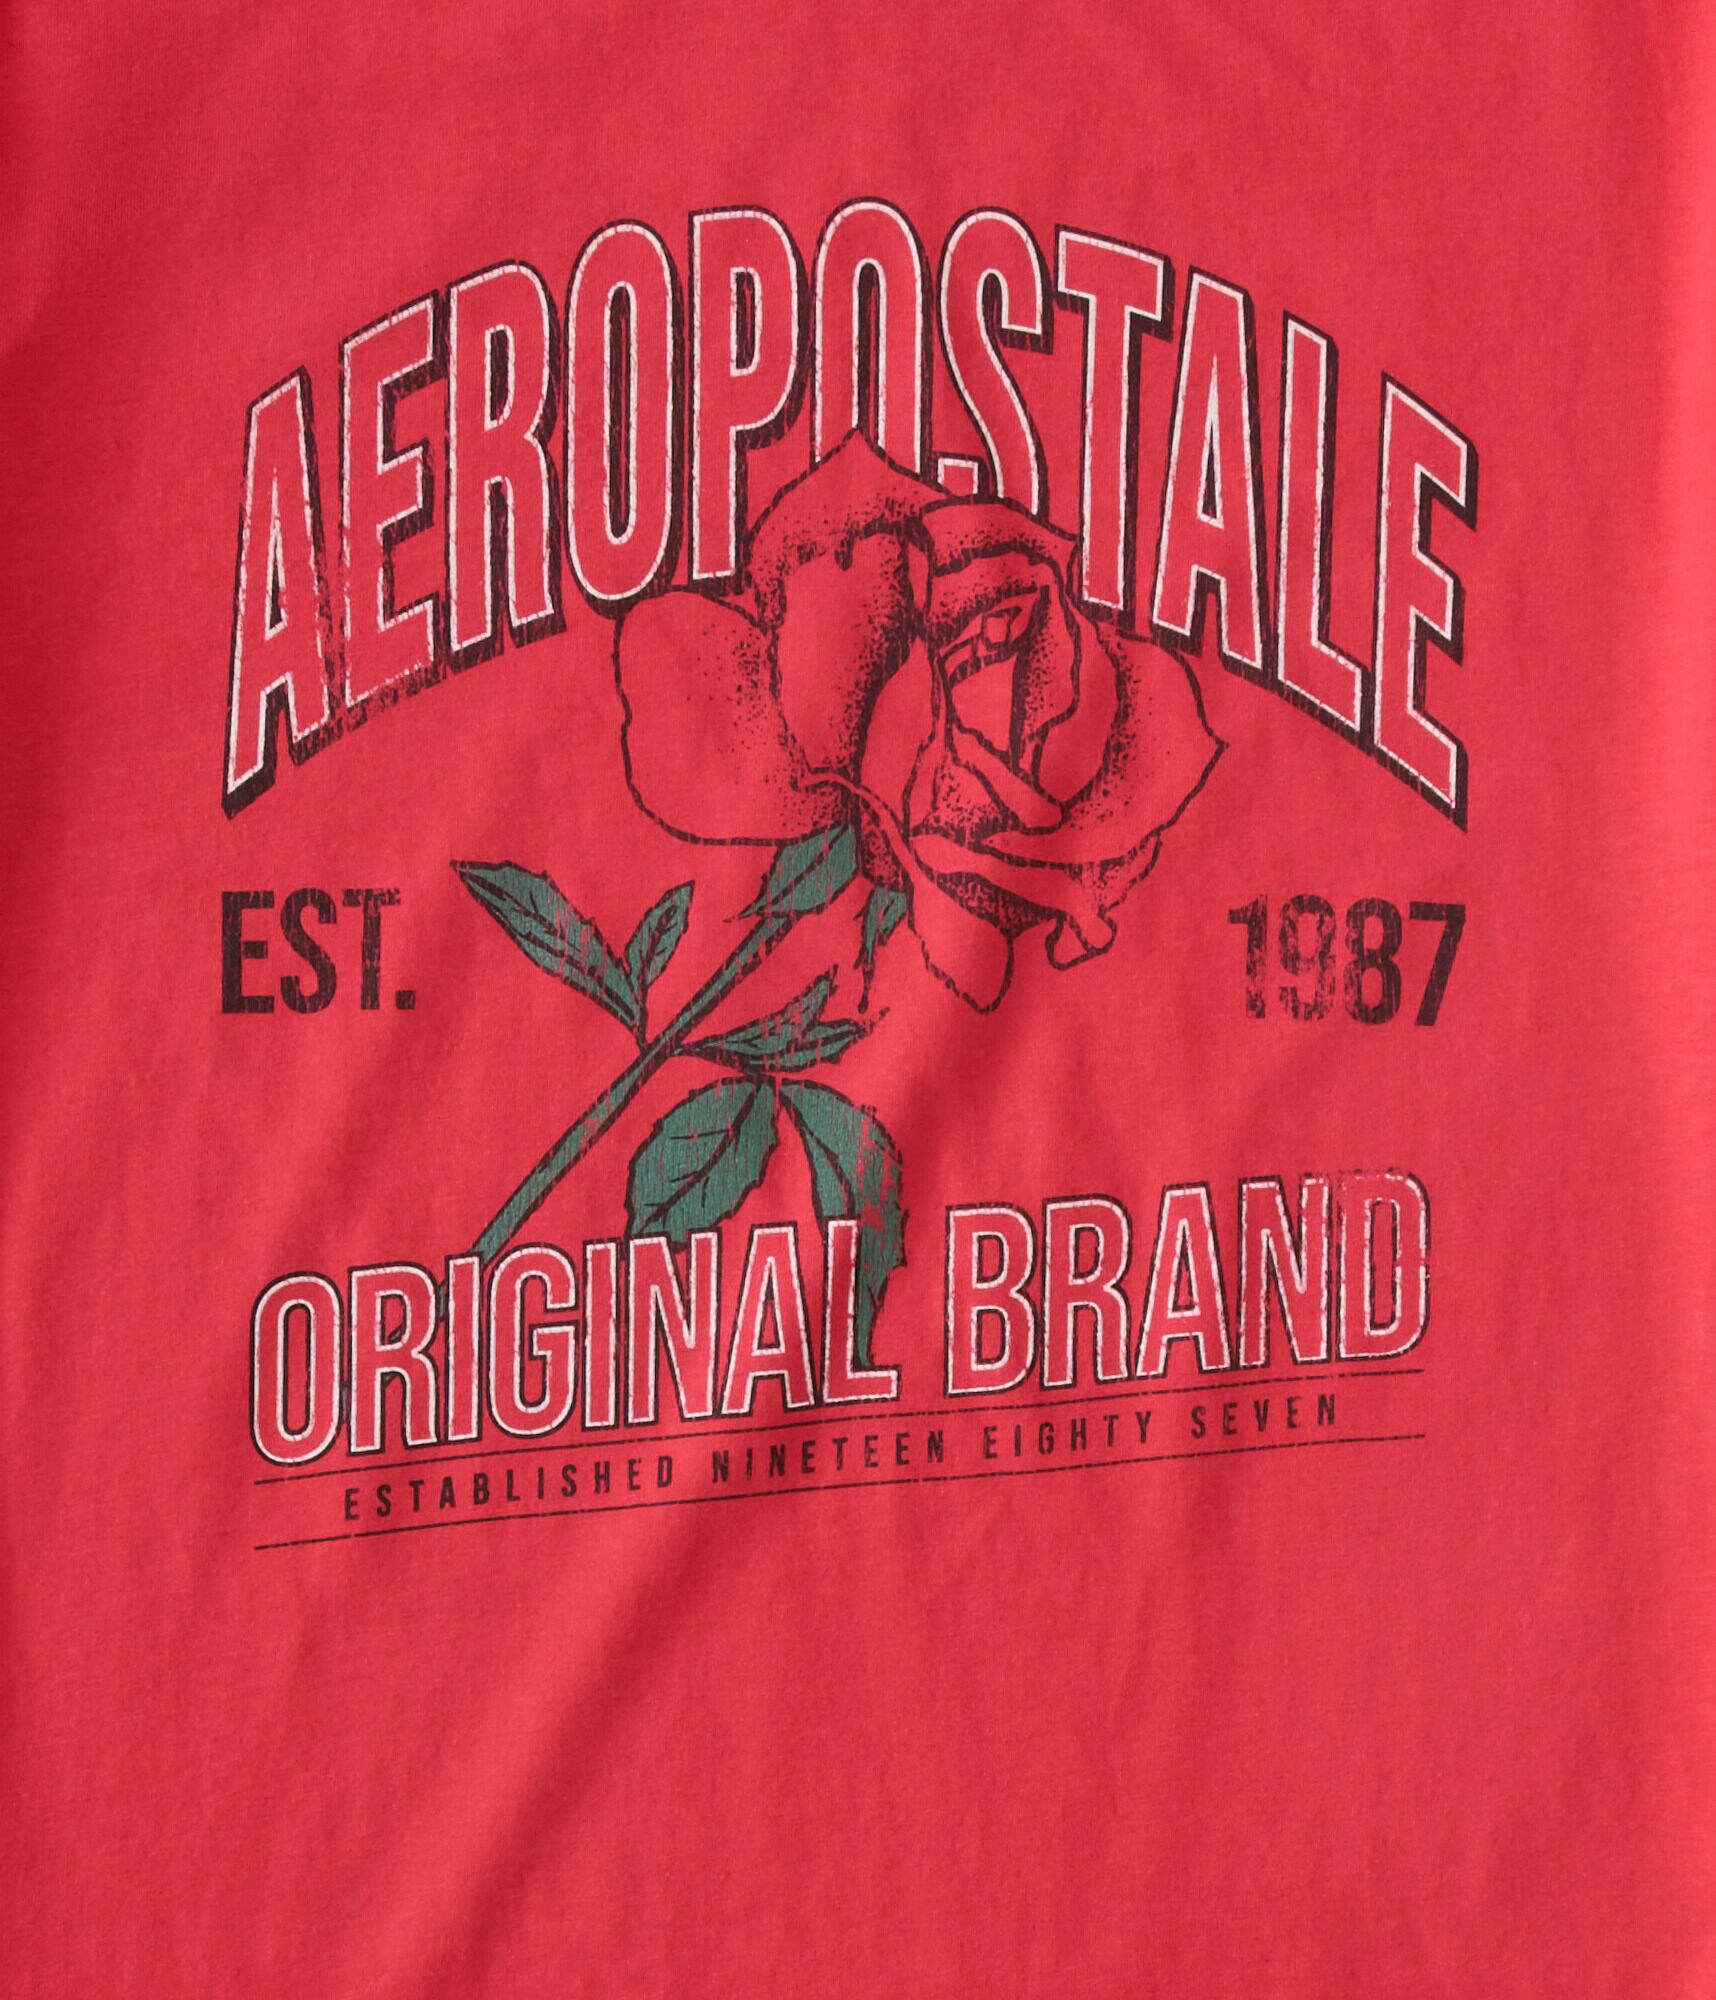 AEROPOSTALE
EST. 1987
ORIGINAL BRAND
ESTABLISHED NINETEEN EIGHTY SEVEN